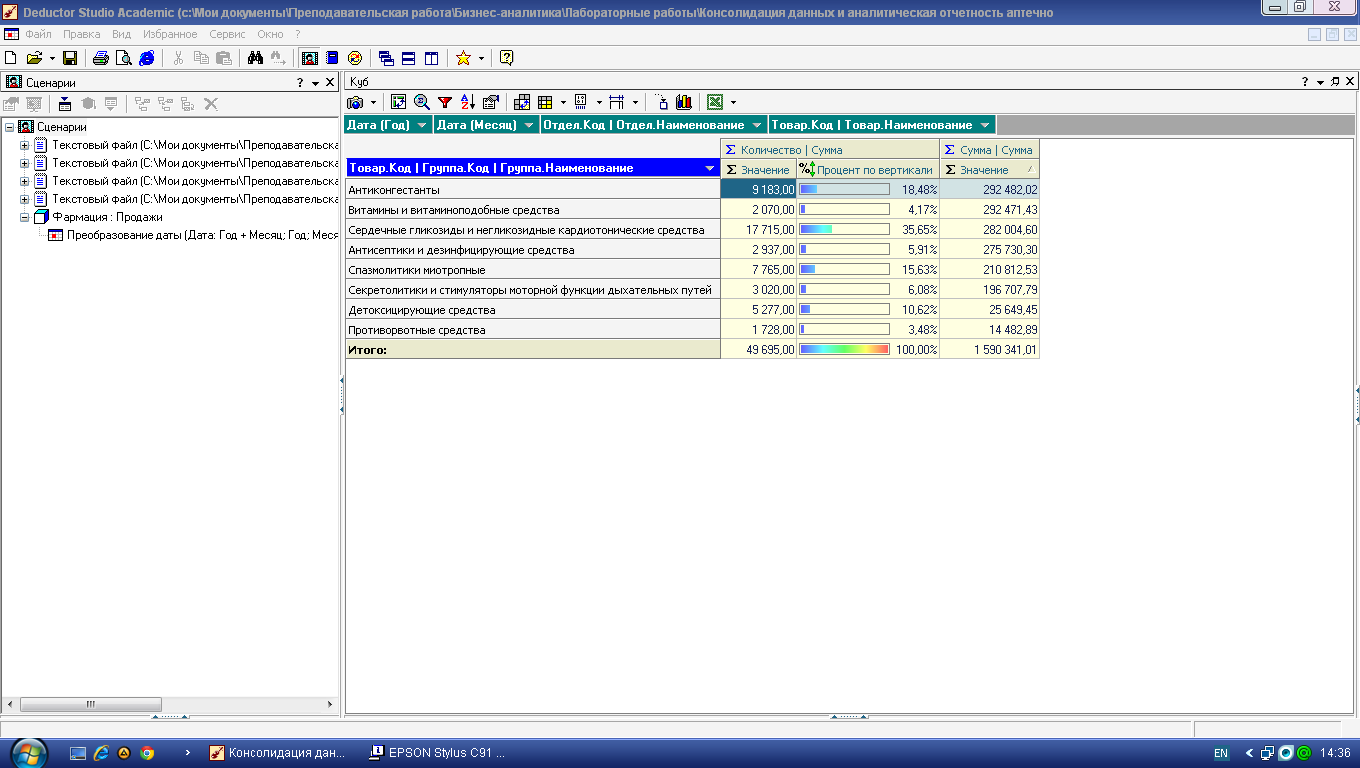 Deductor Studio Academic (c:\Мои документы\Преподавательская работа\Бизнес-аналитика\Лабораторные работы\Консолидация данных и аналитическая отчетность аптечно
Файл Правка Вид Избранное Сервис Окно ?
Сценарии
Сценарии
Текстовый файл (C:\Мои документы\Преподавательска
Текстовый файл (C:\Мои документы\Преподавательска
Текстовый файл (C:\Мои документы\Преподавательска
Текстовый файл (C:\Мои документы\Преподавательска
Фармация : Продажи
Преобразование даты (Дата: Год + Месяц; Год; Меся
Куб
Дата (Год) Дата (Месяц) Отдел.Код | Отдел.Наименование Товар.Код | Товар.Наименование
Σ Количество | Сумма Σ Сумма | Сумма
Товар.Код | Группа.Код | Группа.Наименование Σ Значение % Процент по вертикали Σ Значение
Антиконгестанты 9 183,00 18,48% 292 482,02
Витамины и витаминоподобные средства 2 070,00 4,17% 292 471,43
Сердечные гликозиды и негликозидные кардиотонические средства 17 715,00 35,65% 282 004,60
Антисептики и дезинфицирующие средства 2 937,00 5,91% 275 730,30
Спазмолитики миотропные 7 765,00 15,63% 210 812,53
Секретолитики и стимуляторы моторной функции дыхательных путей 3 020,00 6,08% 196 707,79
Детоксицирующие средства 5 277,00 10,62% 25 649,45
Противорвотные средства 1 728,00 3,48% 14 482,89
Итого: 49 695,00 100,00% 1 590 341,01
Консолидация дан... EPSON Stylus C91 ... EN 14:36